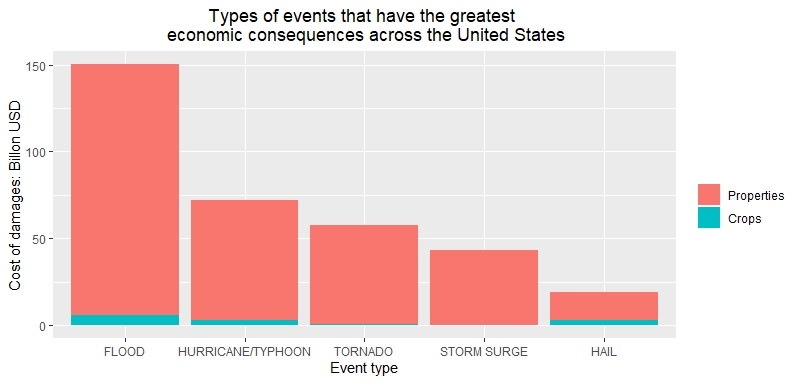 Types of events that have the greatest
economic consequences across the United States
Cost of damages: Billon USD
150
100
50
0
FLOOD
HURRICANE/TYPHOON
TORNADO
STORM SURGE
HAIL
Event type
Properties
Crops